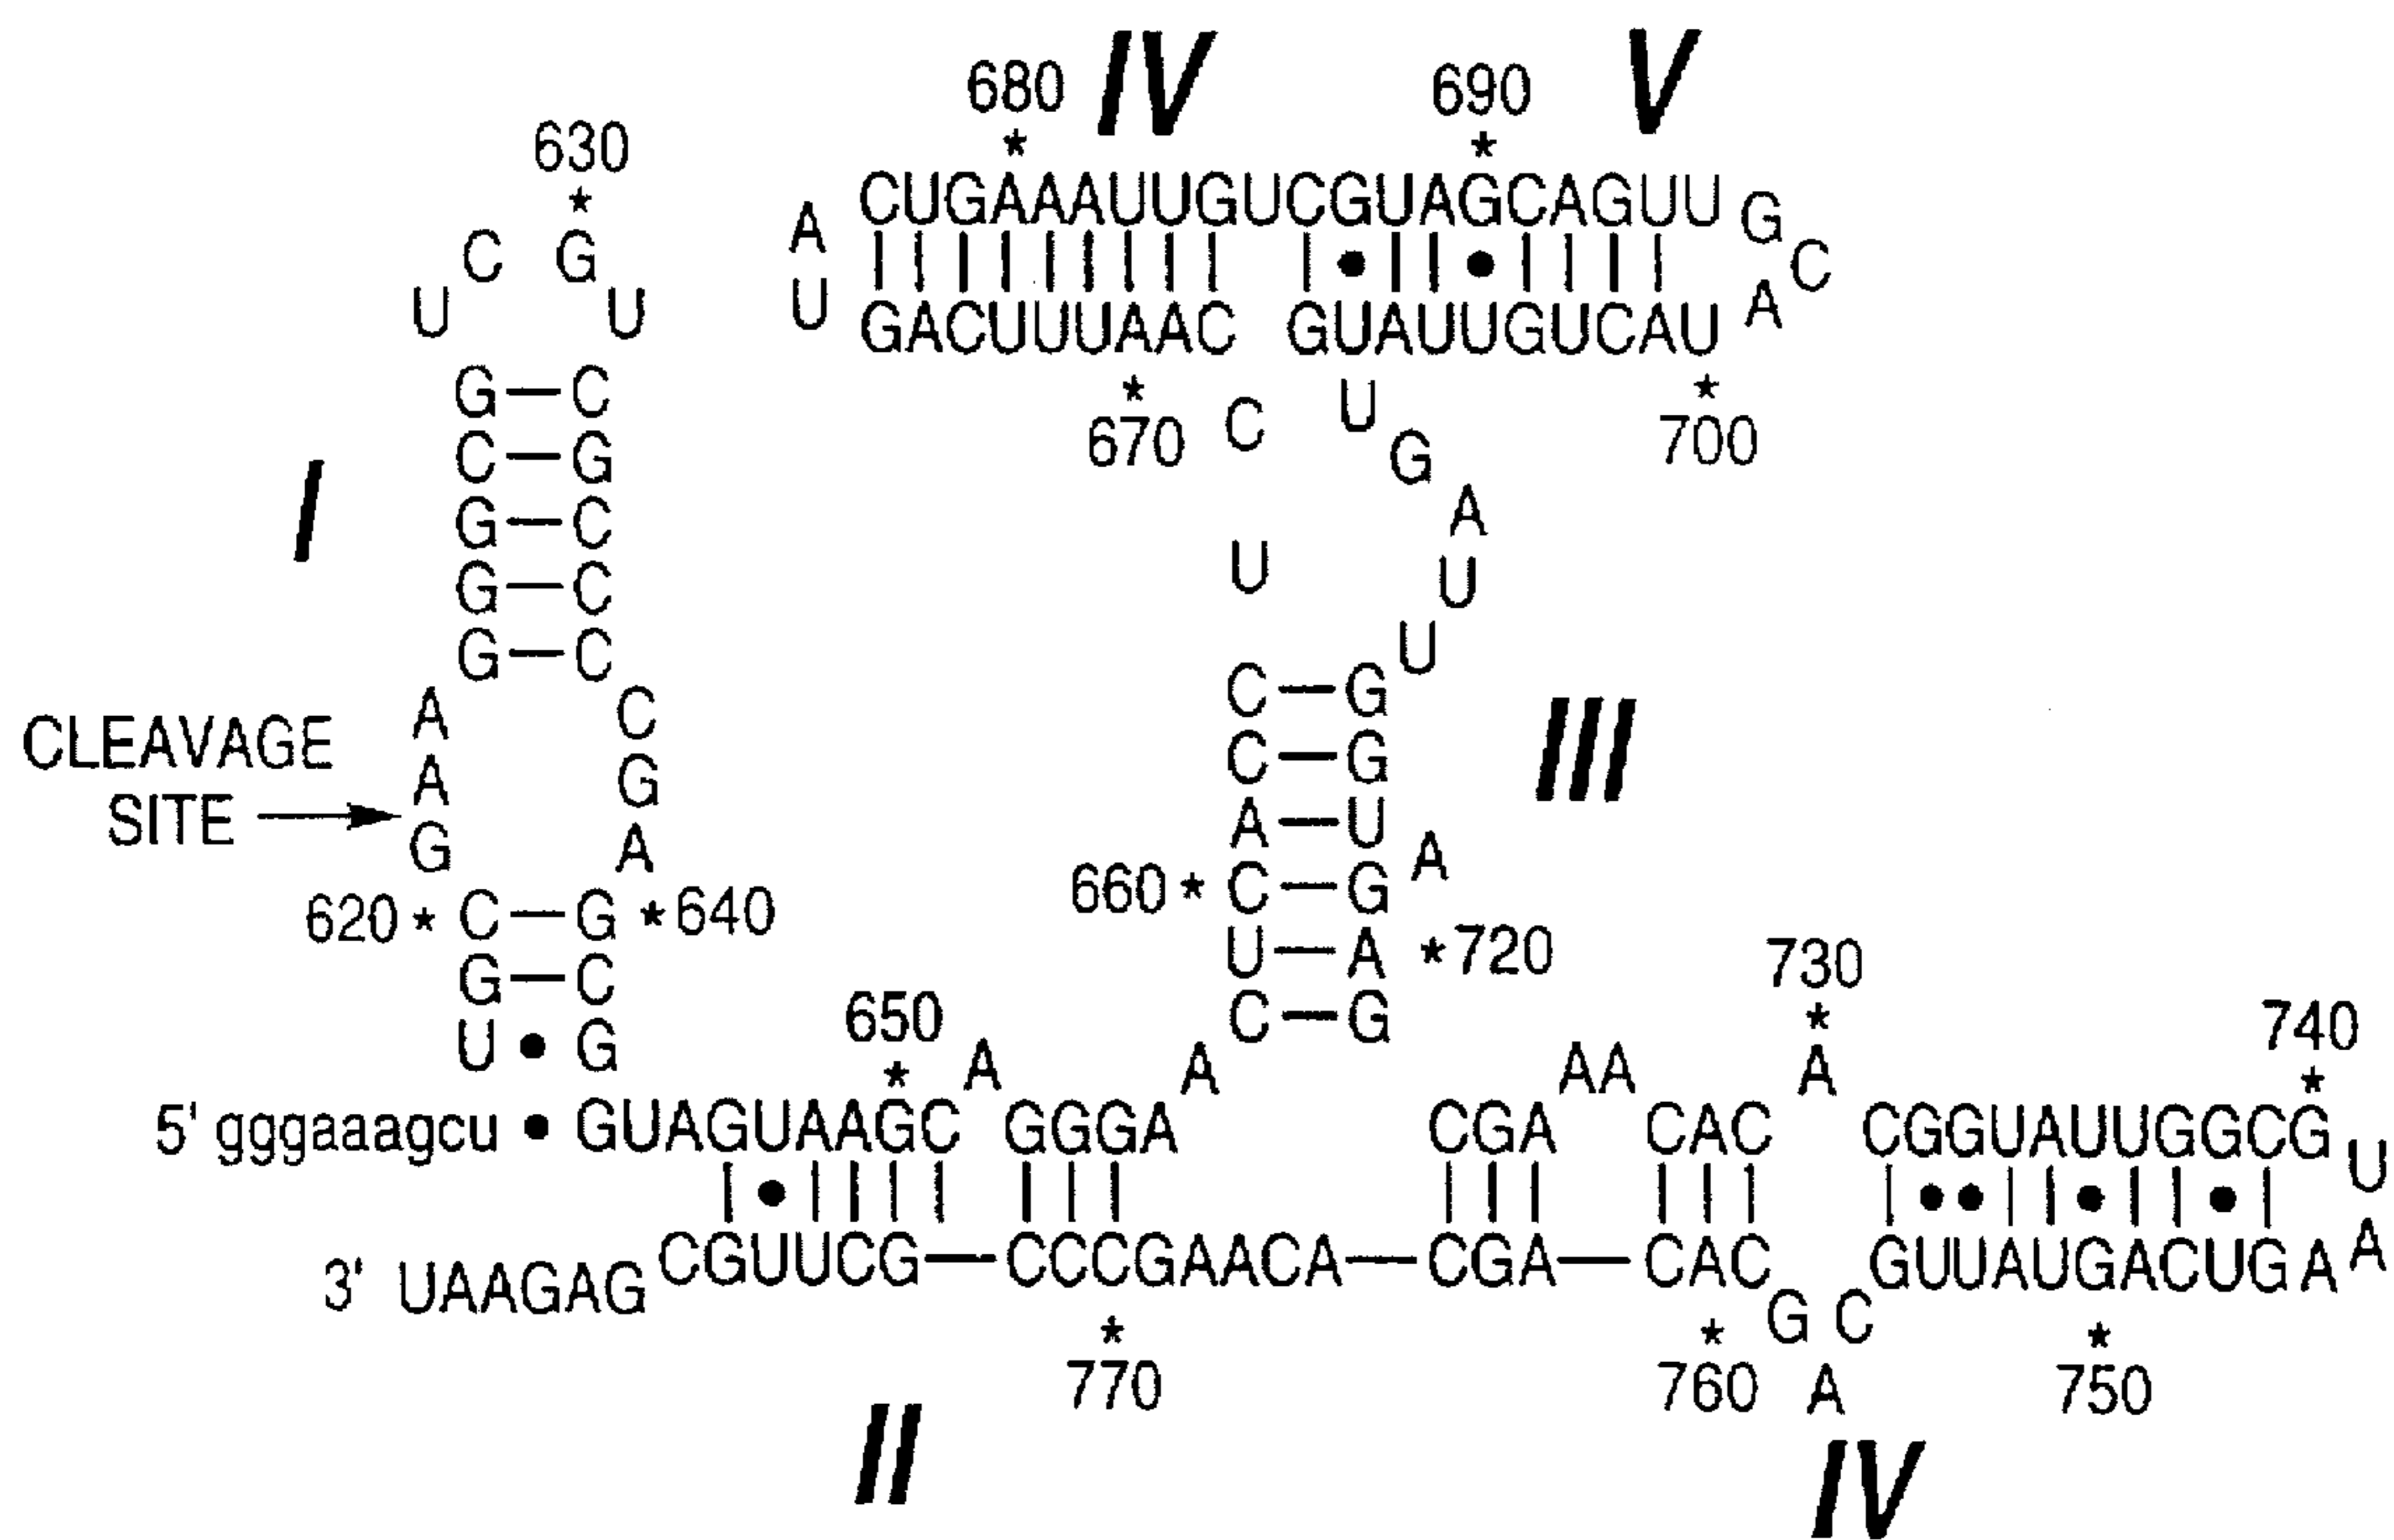 680 IV 690 V
630 * *
* CUGAAAUUGUCGUAGCAGUU G
C G A C
U U U GACUUUAAC GUAUUGUCAU A
* *
G C 670 C U 700
C G G
I G C A
G C U U
G C U
A C C G
CLEAVAGE A G C G III
SITE G A A U A
620 * C G * 640 660 * C G
G C U A * 720 730
U G 650 C G * 740
* A A AA A *
5' gggaaagcu GUAGUAAGC GGGA CGA CAC CGGUAUUGGCG U
3' UAAGAG CGUUCG CCCGAACA CGA CAC GUUAUGACUGA A
G C
* * *
770 760 A 750
II IV